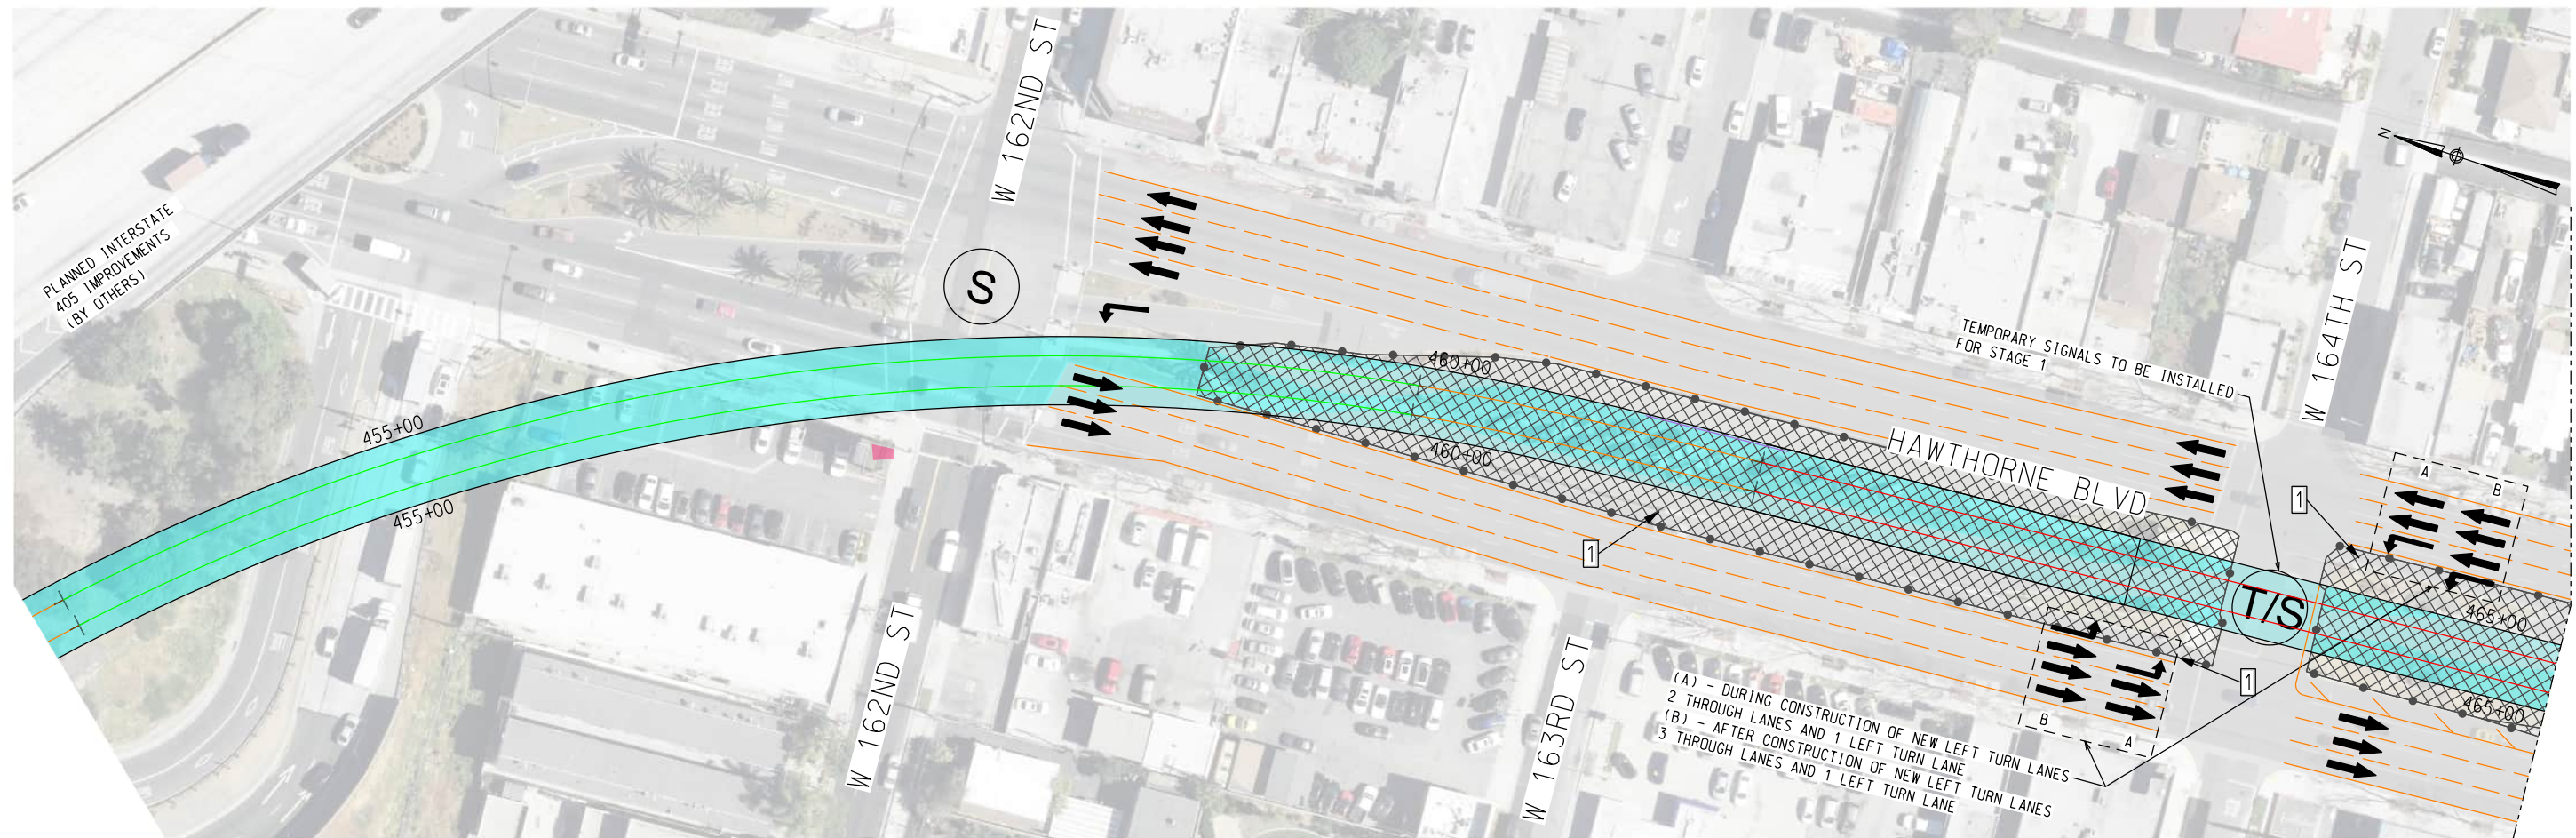 W 162ND ST
N
PLANNED INTERSTATE
405 IMPROVEMENTS
(BY OTHERS)
S
TEMPORARY SIGNALS TO BE INSTALLED
FOR STAGE 1
W 164TH ST
460+00
455+00
HAWTHORNE BLVD
460+00
455+00
A
B
1
1
T/S
465+00
465+00
1
W 162ND ST
W 163RD ST
(A) - DURING CONSTRUCTION OF NEW LEFT TURN LANES
2 THROUGH LANES AND 1 LEFT TURN LANE
(B) - AFTER CONSTRUCTION OF NEW LEFT TURN LANES
3 THROUGH LANES AND 1 LEFT TURN LANE
B
A